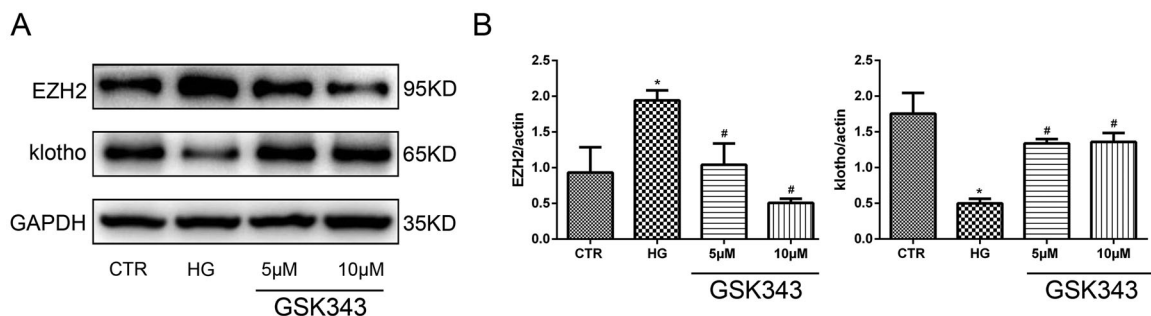 A
EZH2 95KD
klotho 65KD
GAPDH 35KD
CTR HG 5µM 10µM
GSK343
B
EZH2/actin
2.5
2.0
1.5
1.0
0.5
0.0
*
#
#
CTR HG 5µM 10µM
GSK343
klotho/actin
2.5
2.0
1.5
1.0
0.5
0.0
*
#
#
CTR HG 5µM 10µM
GSK343